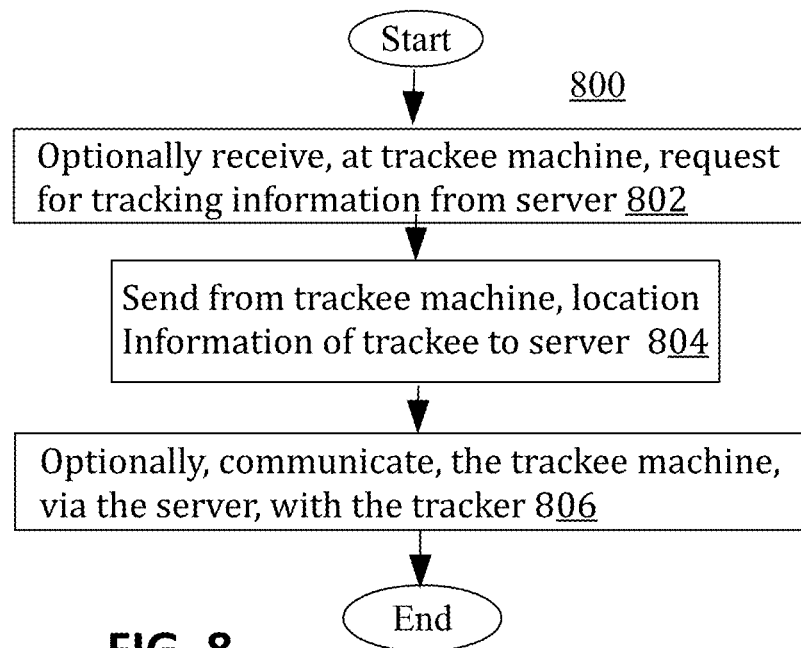 Start
800
Optionally receive, at trackee machine, request
for tracking information from server 802
Send from trackee machine, location
Information of trackee to server 804
Optionally, communicate, the trackee machine,
via the server, with the tracker 806
End
FIG. 8